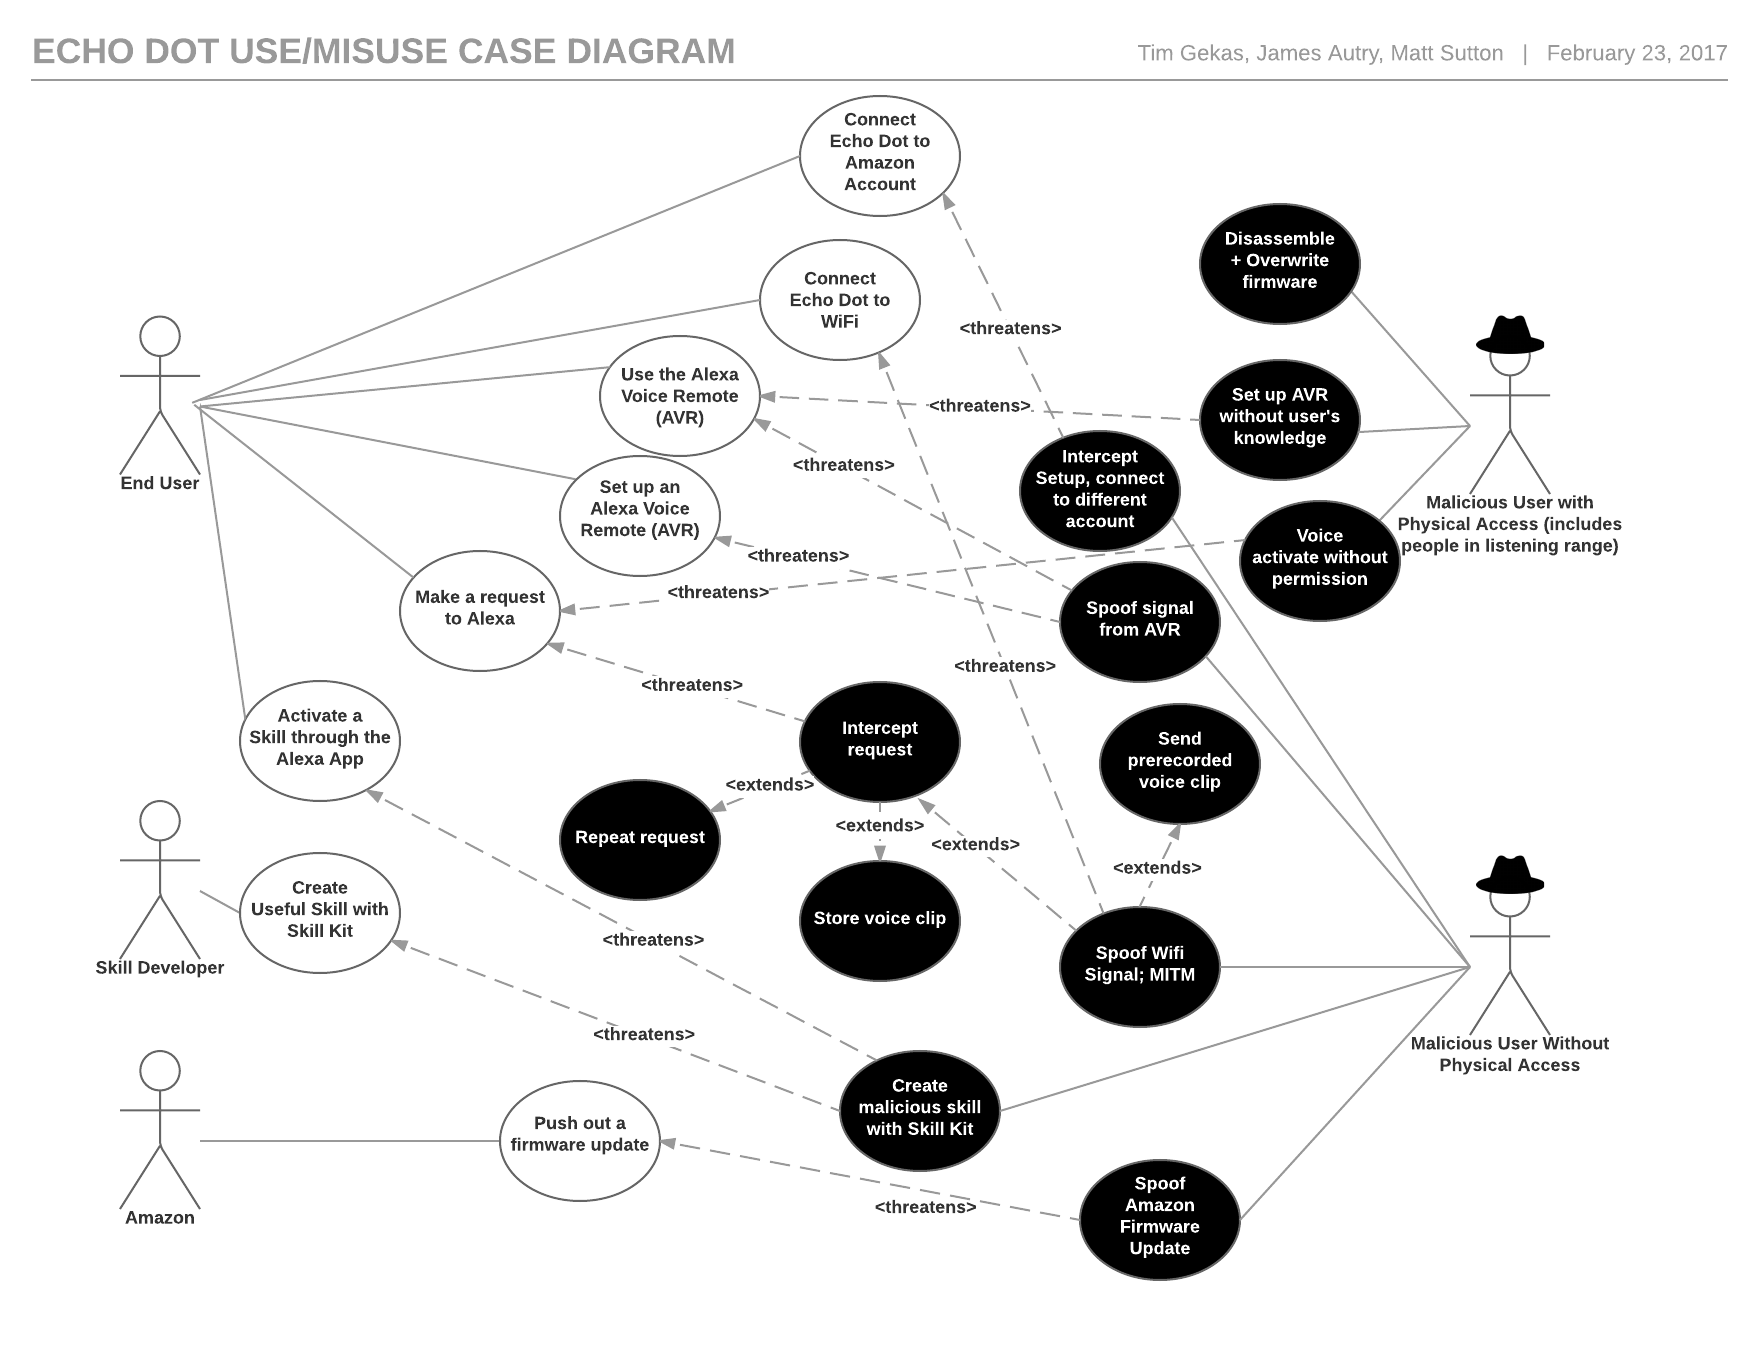 ECHO DOT USE/MISUSE CASE DIAGRAM
Tim Gekas, James Autry, Matt Sutton | February 23, 2017
Connect
Echo Dot to
Amazon
Account
Disassemble
+ Overwrite
firmware
Connect
Echo Dot to
WiFi
<threatens>
Use the Alexa
Voice Remote
(AVR)
<threatens>
Set up AVR
without user's
knowledge
End User
<threatens>
Intercept
Setup, connect
to different
account
Malicious User with
Physical Access (includes
people in listening range)
Set up an
Alexa Voice
Remote (AVR)
<threatens>
Voice
activate without
permission
Make a request
to Alexa
<threatens>
Spoof signal
from AVR
<threatens>
<threatens>
Activate a
Skill through the
Alexa App
Intercept
request
Send
prerecorded
voice clip
<extends>
Repeat request
<extends>
<extends>
<extends>
Create
Useful Skill with
Skill Kit
Store voice clip
Skill Developer
<threatens>
Spoof Wifi
Signal; MITM
<threatens>
Malicious User Without
Physical Access
Create
malicious skill
with Skill Kit
Push out a
firmware update
Amazon
<threatens>
Spoof
Amazon
Firmware
Update